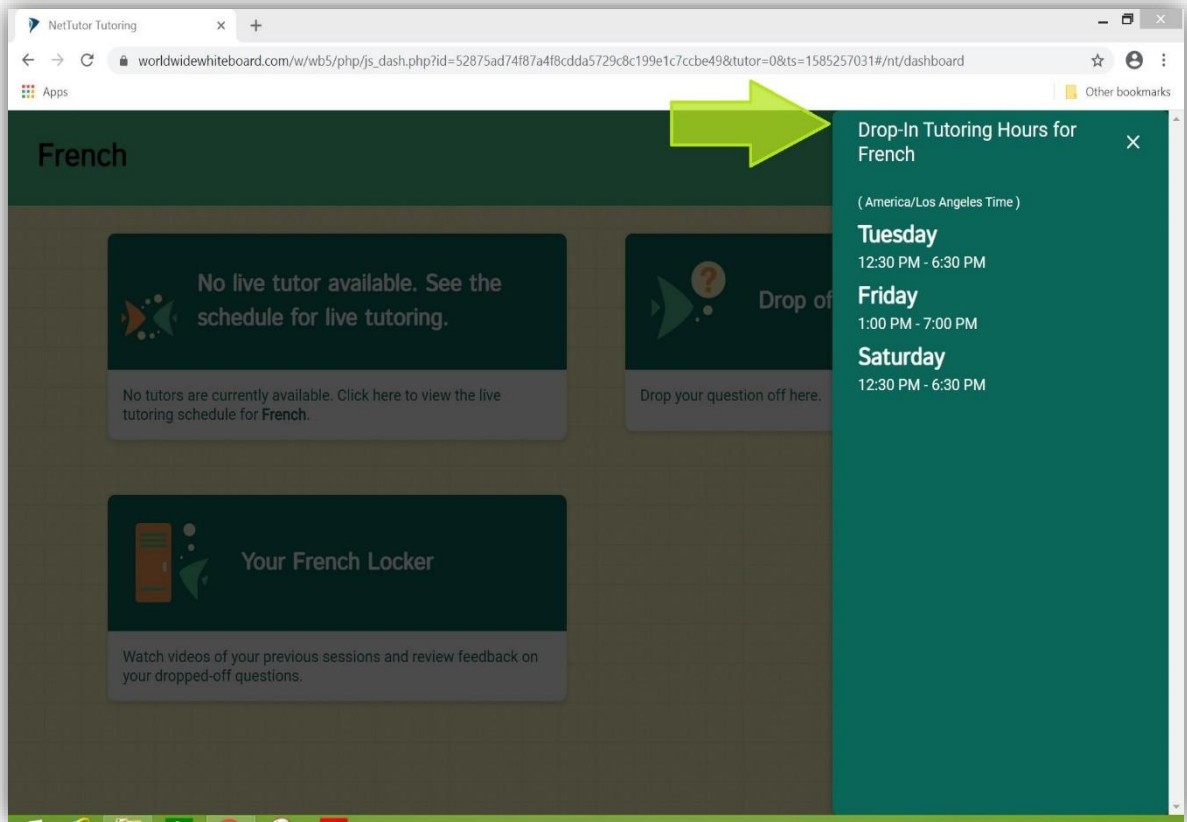 NetTutor Tutoring
worldwidewhiteboard.com/w/wb5/php/js_dash.php?id=52875ad74f87a4f8cdda5729c8c199e1c7ccbe49&tutor=0&ts=1585257031#/nt/dashboard
Apps
Other bookmarks
French
No live tutor available. See the
schedule for live tutoring.
No tutors are currently available. Click here to view the live
tutoring schedule for French.
Drop of
Drop your question off here.
Your French Locker
Watch videos of your previous sessions and review feedback on
your dropped-off questions.
Drop-In Tutoring Hours for
French
( America/Los Angeles Time )
Tuesday
12:30 PM - 6:30 PM
Friday
1:00 PM - 7:00 PM
Saturday
12:30 PM - 6:30 PM